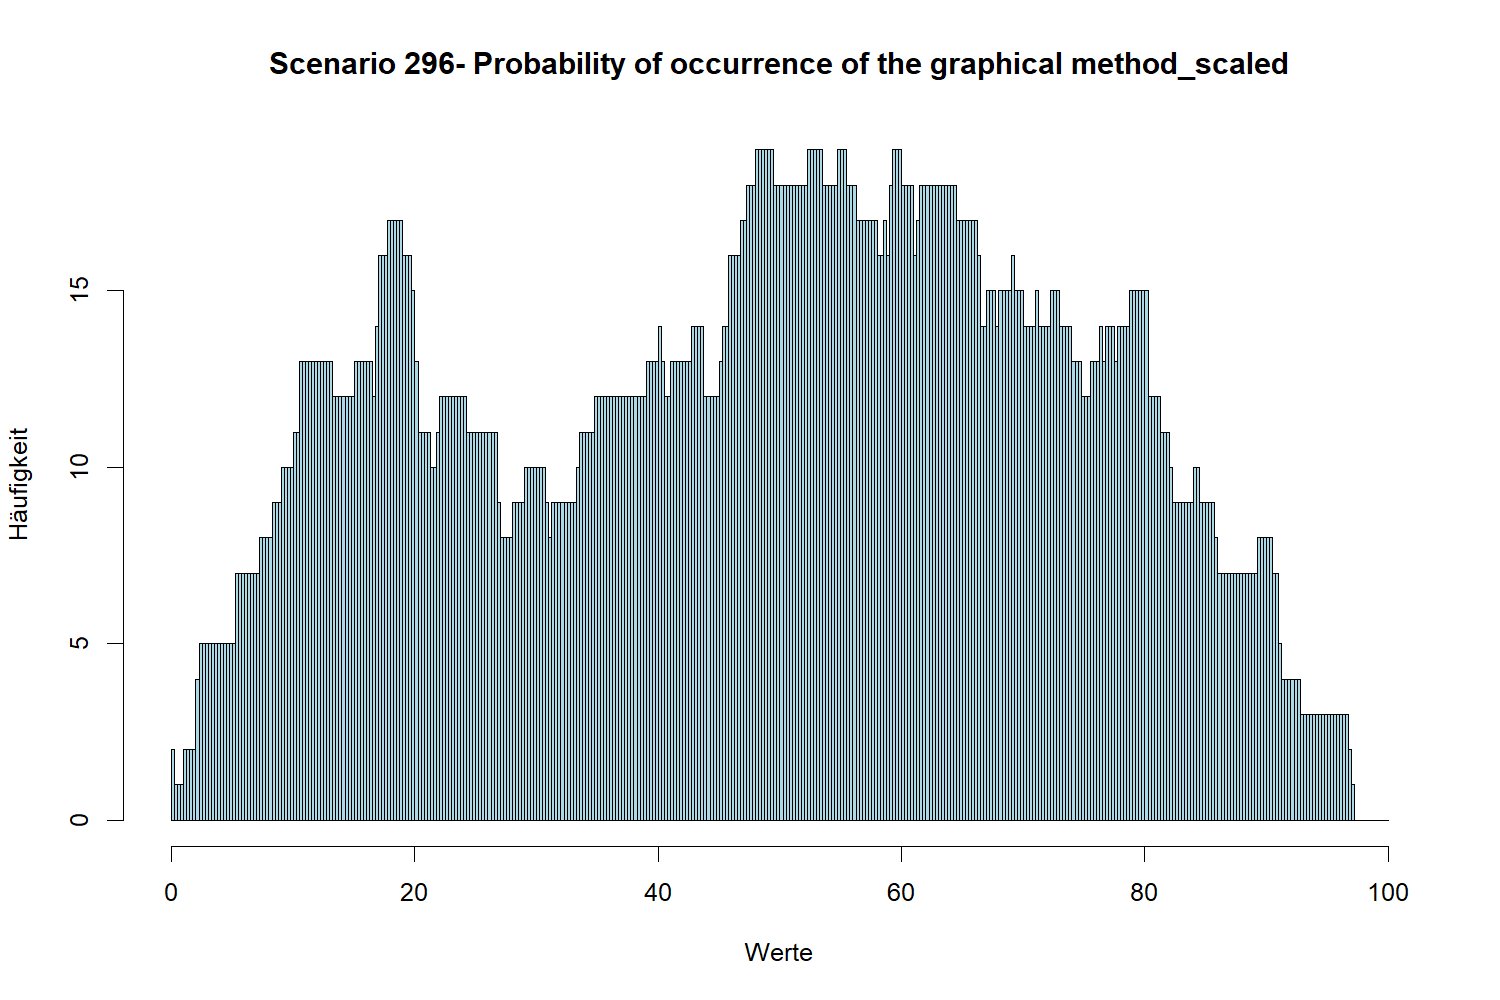 Scenario 296- Probability of occurrence of the graphical method_scaled
Häufigkeit
15
10
5
0
0 20 40 60 80 100
Werte